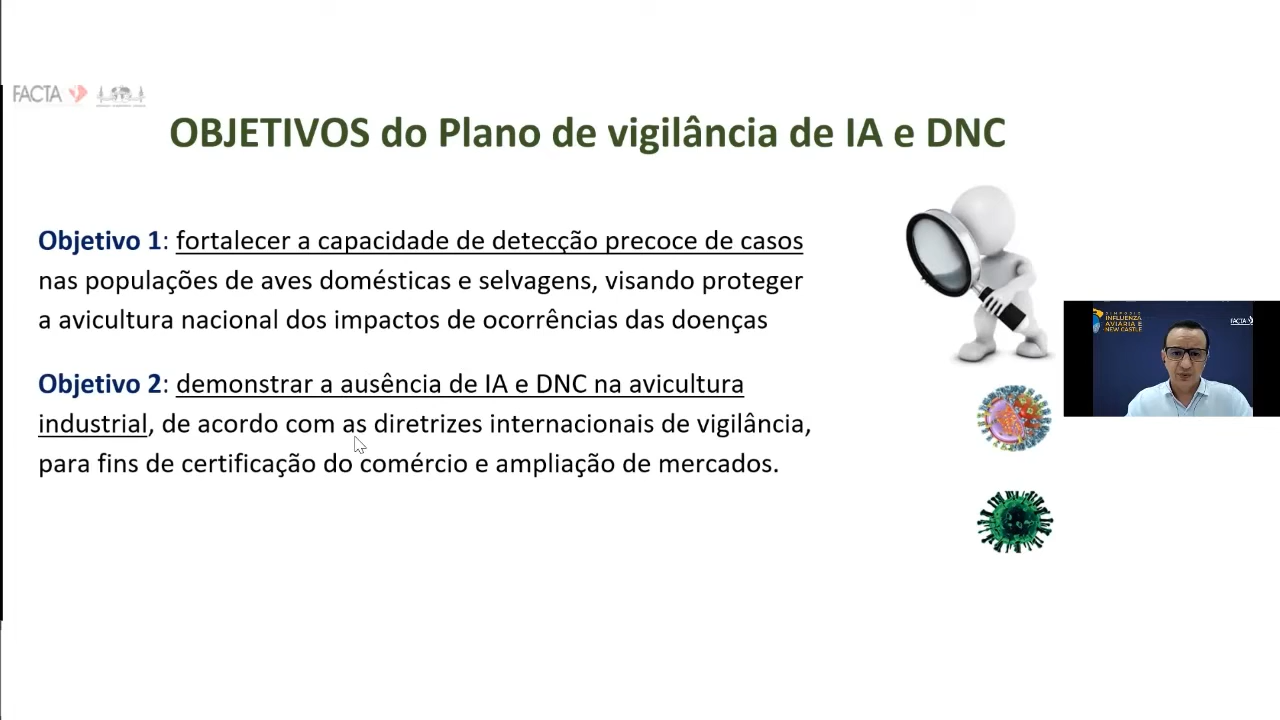 FACTA
OBJETIVOS do Plano de vigilância de IA e DNC
Objetivo 1: fortalecer a capacidade de detecção precoce de casos
nas populações de aves domésticas e selvagens, visando proteger
a avicultura nacional dos impactos de ocorrências das doenças
Objetivo 2: demonstrar a ausência de IA e DNC na avicultura
industrial, de acordo com as diretrizes internacionais de vigilância,
para fins de certificação do comércio e ampliação de mercados.
SIMPÓSIO
INFLUENZA
AVIÁRIA E
NEW CASTLE
FACTA